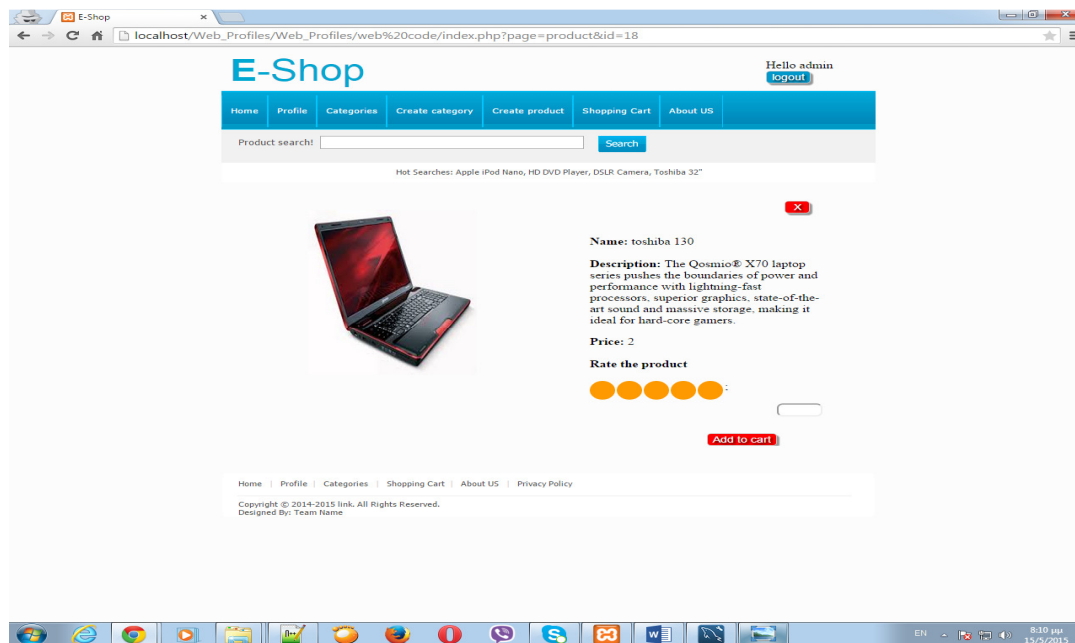 E-Shop
localhost/Web_Profiles/Web_Profiles/web%20code/index.php?page=product&id=18
E-Shop
Hello admin
logout
Home Profile Categories Create category Create product Shopping Cart About US
Product search! Search
Hot Searches: Apple iPod Nano, HD DVD Player, DSLR Camera, Toshiba 32"
X
Name: toshiba 130
Description: The Qosmio® X70 laptop
series pushes the boundaries of power and
performance with lightning-fast
processors, superior graphics, state-of-the-
art sound and massive storage, making it
ideal for hard-core gamers.
Price: 2
Rate the product
:
Add to cart
Home | Profile | Categories | Shopping Cart | About US | Privacy Policy
Copyright © 2014-2015 link. All Rights Reserved.
Designed By: Team Name
EN
8:10 μμ
15/5/2015